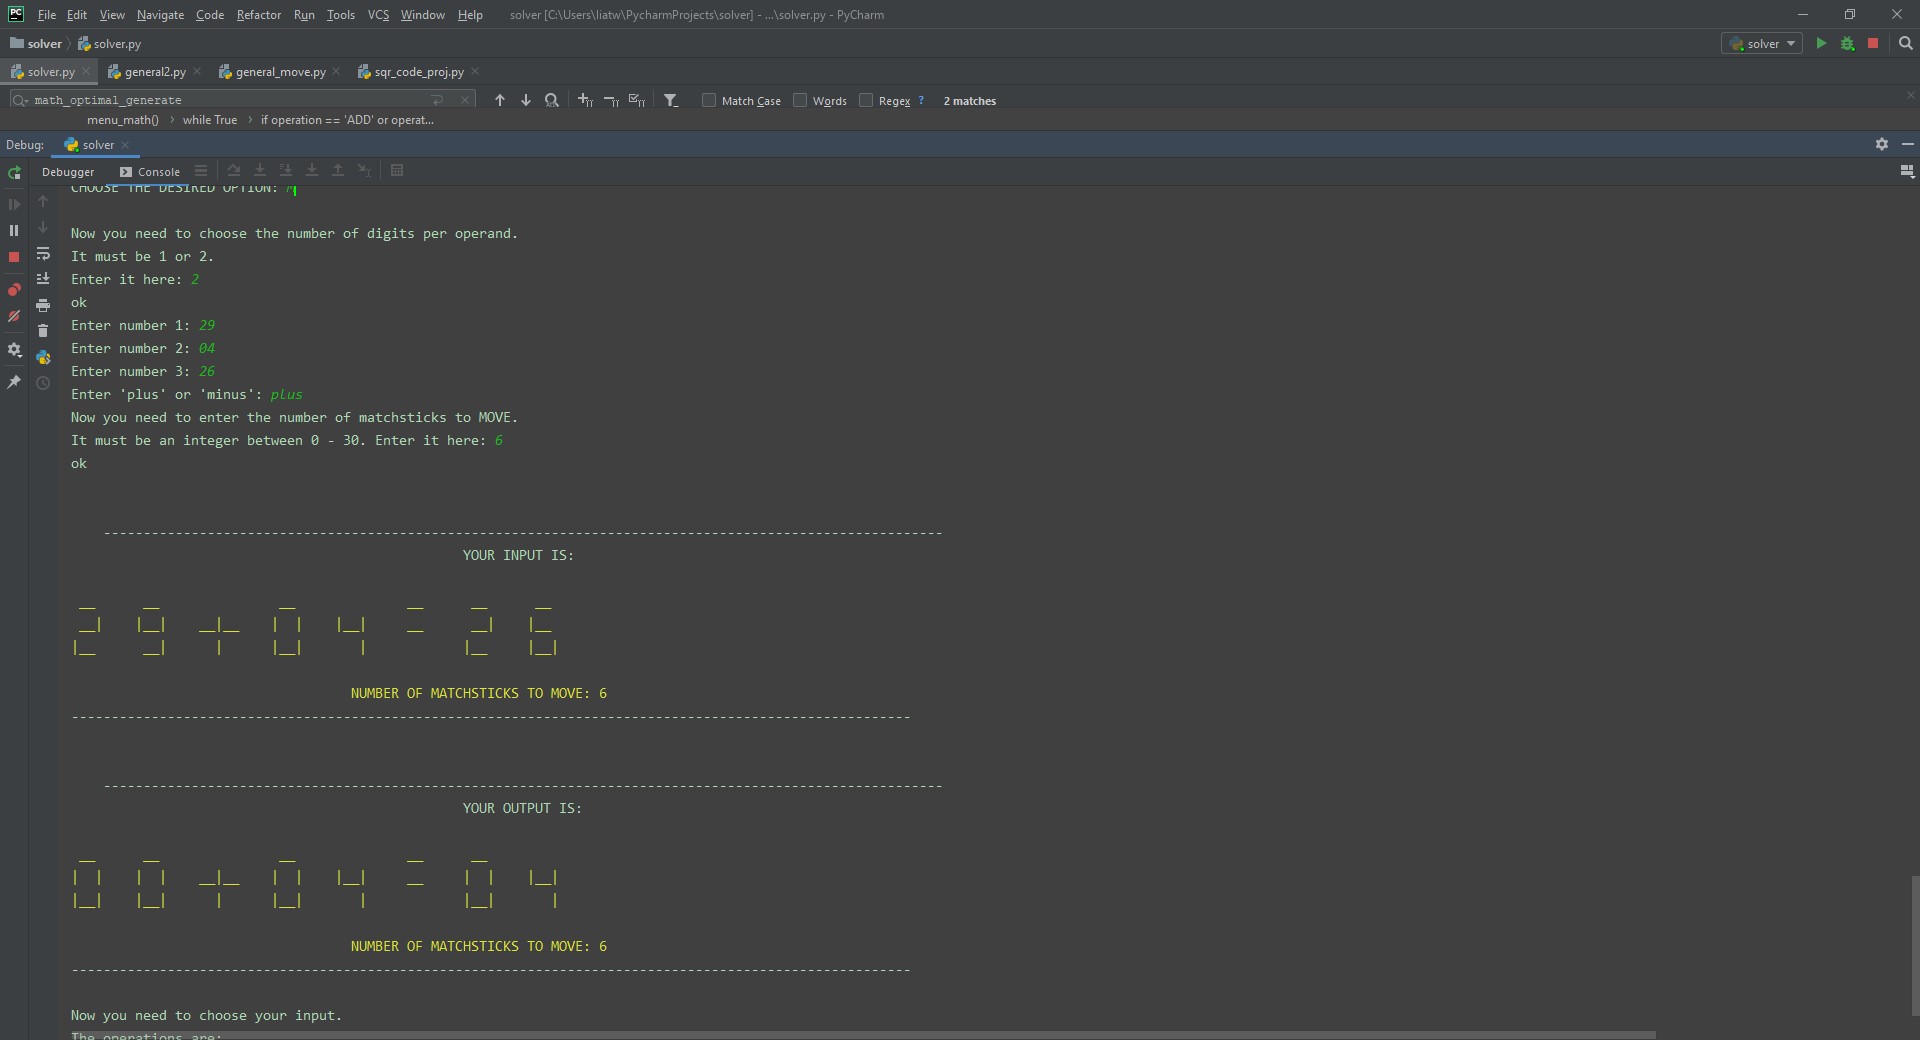 PC File Edit View Navigate Code Refactor Run Tools VCS Window Help solver [C:\Users\liatw\PycharmProjects\solver] - ...\solver.py - PyCharm
solver solver.py solver
solver.py general2.py general_move.py sqr_code_proj.py
math_optimal_generate Match Case Words Regex ? 2 matches
menu_math() while True if operation == 'ADD' or operat...
Debug: solver
Debugger Console
CHOOSE THE DESIRED OPTION: M
Now you need to choose the number of digits per operand.
It must be 1 or 2.
Enter it here: 2
ok
Enter number 1: 29
Enter number 2: 04
Enter number 3: 26
Enter 'plus' or 'minus': plus
Now you need to enter the number of matchsticks to MOVE.
It must be an integer between 0 - 30. Enter it here: 6
ok
YOUR INPUT IS:
29 + 04 = 26
NUMBER OF MATCHSTICKS TO MOVE: 6
YOUR OUTPUT IS:
00 + 04 = 04
NUMBER OF MATCHSTICKS TO MOVE: 6
Now you need to choose your input.
The operations are: